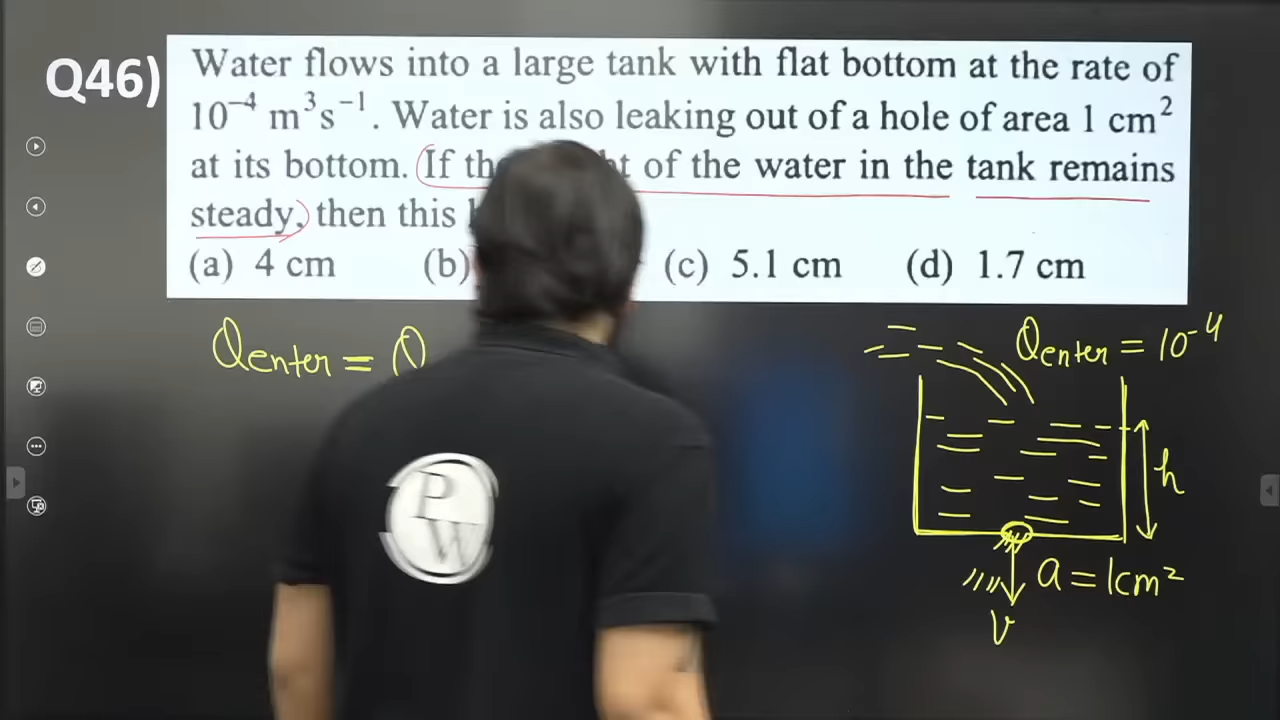 Q46)
Water flows into a large tank with flat bottom at the rate of
10⁻⁴ m³s⁻¹. Water is also leaking out of a hole of area 1 cm²
at its bottom. If of the water in the tank remains
steady, then this
(a) 4 cm (b) (c) 5.1 cm (d) 1.7 cm
Qenter =
Qenter = 10⁻⁴
h
a = 1cm²
v
P
W